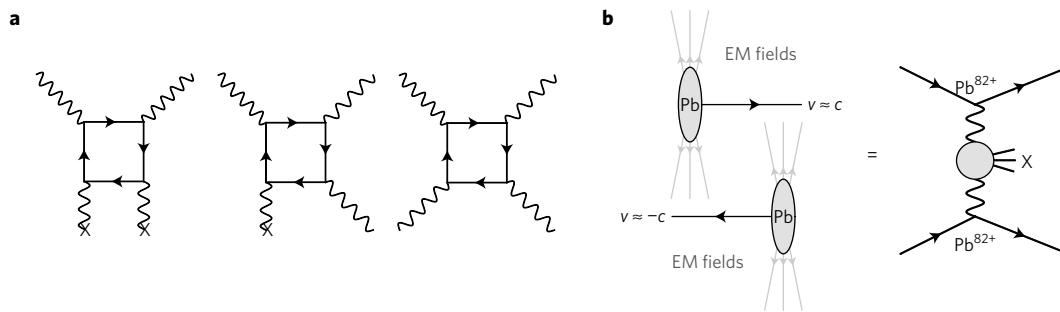 a
b
EM fields
Pb
v ≈ c
Pb
v ≈ −c
EM fields
=
Pb82+
X
Pb82+
X
X
X